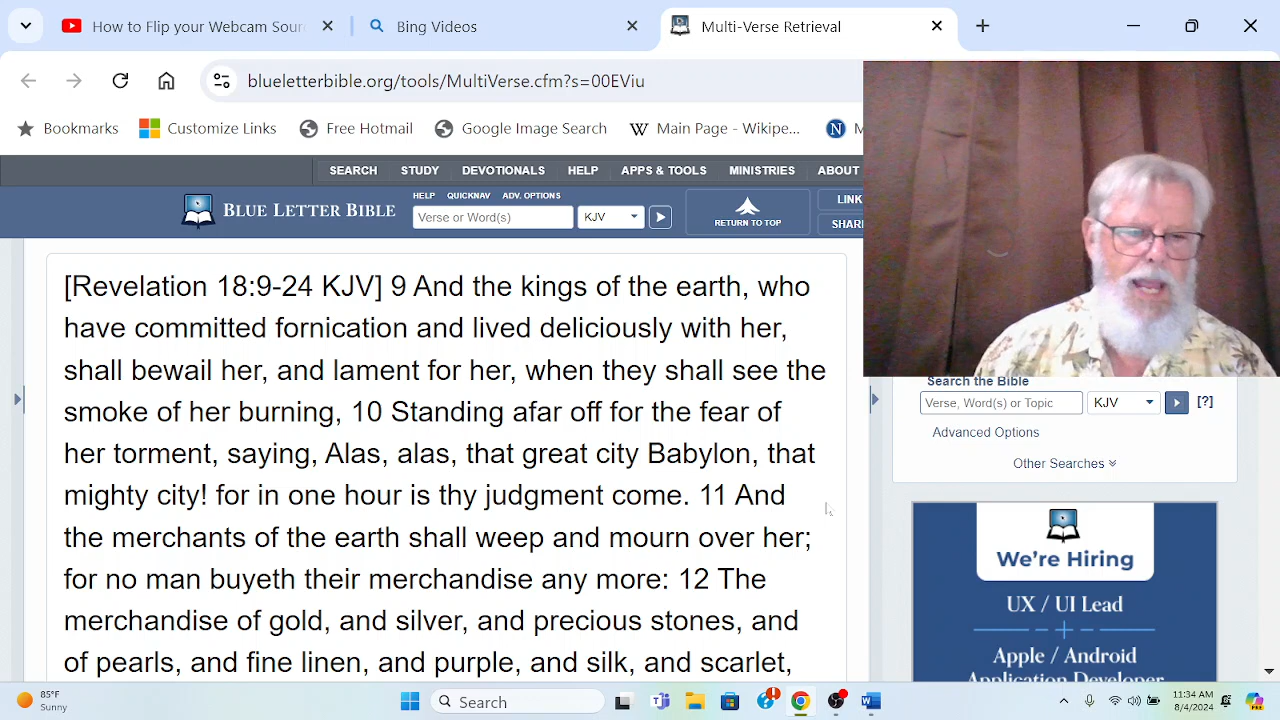 How to Flip your Webcam Sour
Bing Videos
Multi-Verse Retrieval
blueletterbible.org/tools/MultiVerse.cfm?s=00EViu
Bookmarks
Customize Links
Free Hotmail
Google Image Search
W Main Page - Wikipe...
N
SEARCH STUDY DEVOTIONALS HELP APPS & TOOLS MINISTRIES ABOUT
BLUE LETTER BIBLE
HELP QUICKNAV ADV. OPTIONS
Verse or Word(s)
KJV
RETURN TO TOP
LINK
SHAR
[Revelation 18:9-24 KJV] 9 And the kings of the earth, who
have committed fornication and lived deliciously with her,
shall bewail her, and lament for her, when they shall see the
smoke of her burning, 10 Standing afar off for the fear of
her torment, saying, Alas, alas, that great city Babylon, that
mighty city! for in one hour is thy judgment come. 11 And
the merchants of the earth shall weep and mourn over her;
for no man buyeth their merchandise any more: 12 The
merchandise of gold, and silver, and precious stones, and
of pearls, and fine linen, and purple, and silk, and scarlet,
Search the Bible
Verse, Word(s) or Topic
KJV
[?]
Advanced Options
Other Searches
We're Hiring
UX / UI Lead
Apple / Android
Application Developer
85°F
Sunny
Search
11:34 AM
8/4/2024